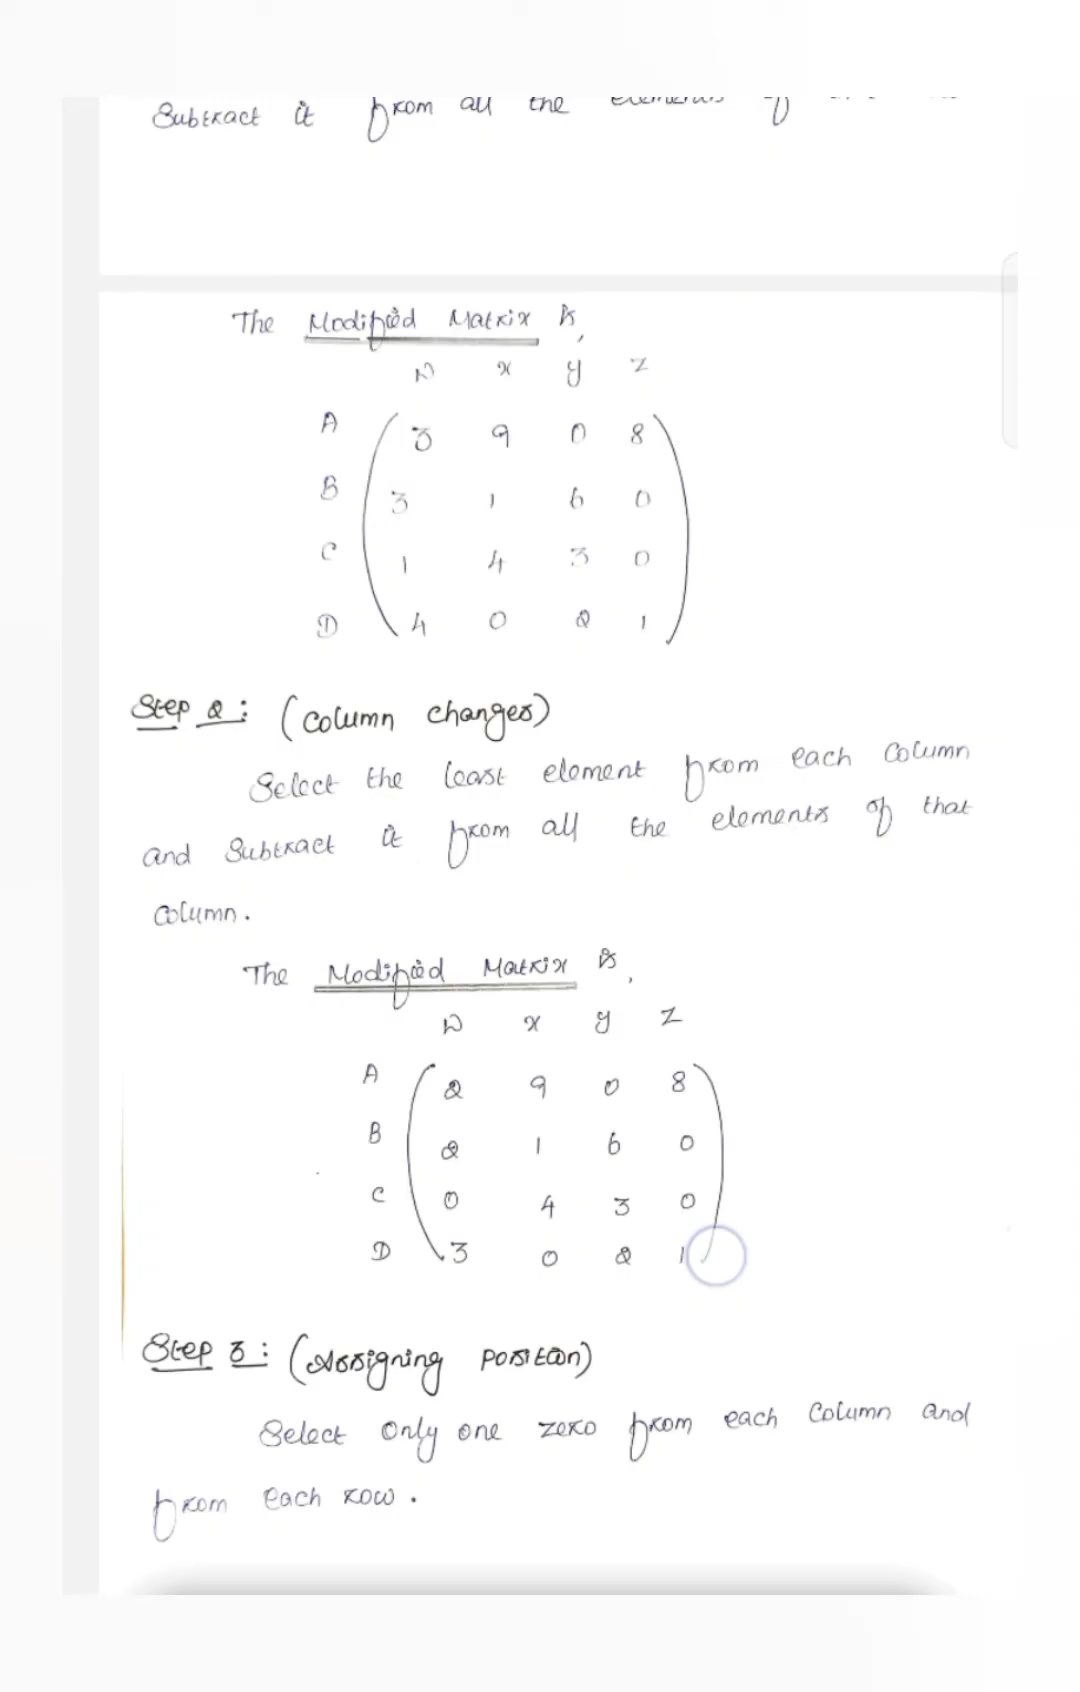 Subtract it from all the elements of
The Modified Matrix is,
W x y z
A 3 9 0 8
B 3 1 6 0
C 1 4 3 0
D 4 0 2 1
Step 2: (Column changes)
Select the least element from each Column
and Subtract it from all the elements of that
Column.
The Modified Matrix is,
W x y z
A 2 9 0 8
B 2 1 6 0
C 0 4 3 0
D 3 0 2 1
Step 3: (Assigning Position)
Select only one zero from each Column and
from each row.